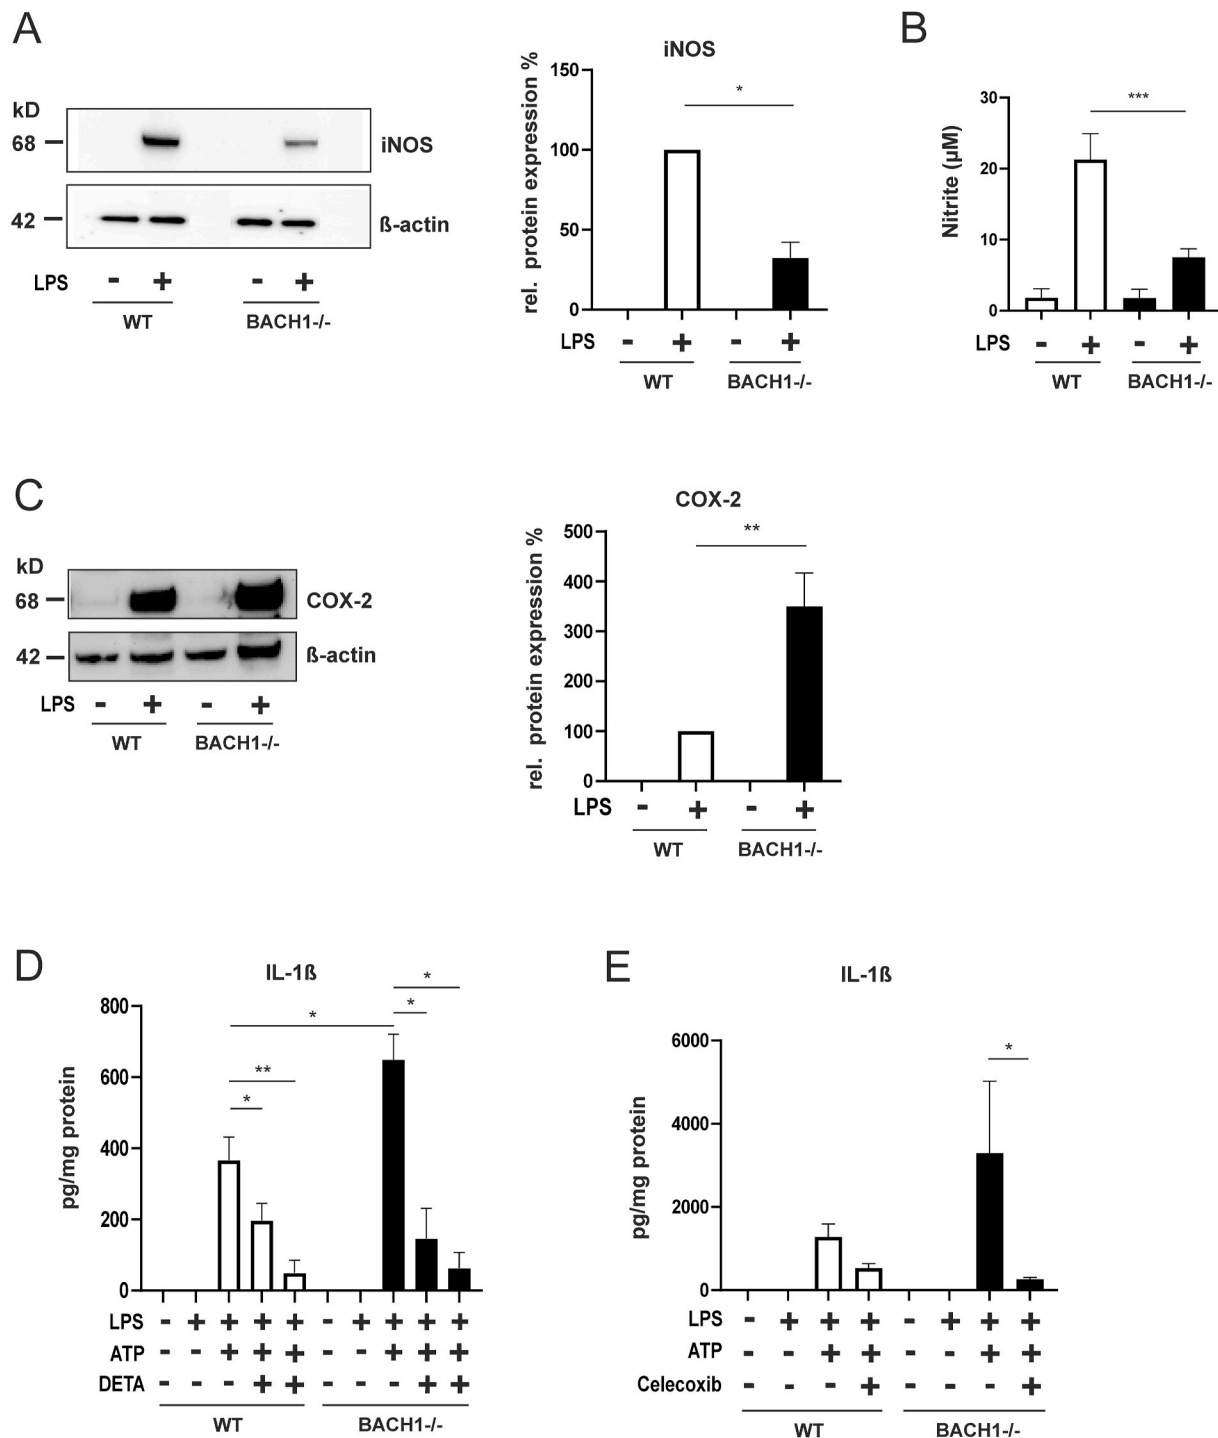 A
kD
68
iNOS
42
ß-actin
LPS - + - +
WT BACH1-/-
iNOS
rel. protein expression %
150
100
50
0
*
LPS - + - +
WT BACH1-/-
B
Nitrite (µM)
30
20
10
0
***
LPS - + - +
WT BACH1-/-
C
kD
68
COX-2
42
ß-actin
LPS - + - +
WT BACH1-/-
COX-2
rel. protein expression %
500
400
300
200
100
0
**
LPS - + - +
WT BACH1-/-
D
IL-1ß
pg/mg protein
800
600
400
200
0
*
*
*
**
*
LPS - + + + + - + + + +
ATP - - + + + - - + + +
DETA - - - + + - - - + +
WT BACH1-/-
E
IL-1ß
pg/mg protein
6000
4000
2000
0
*
LPS - + + + - + + +
ATP - - + + - - + +
Celecoxib - - - + - - - +
WT BACH1-/-